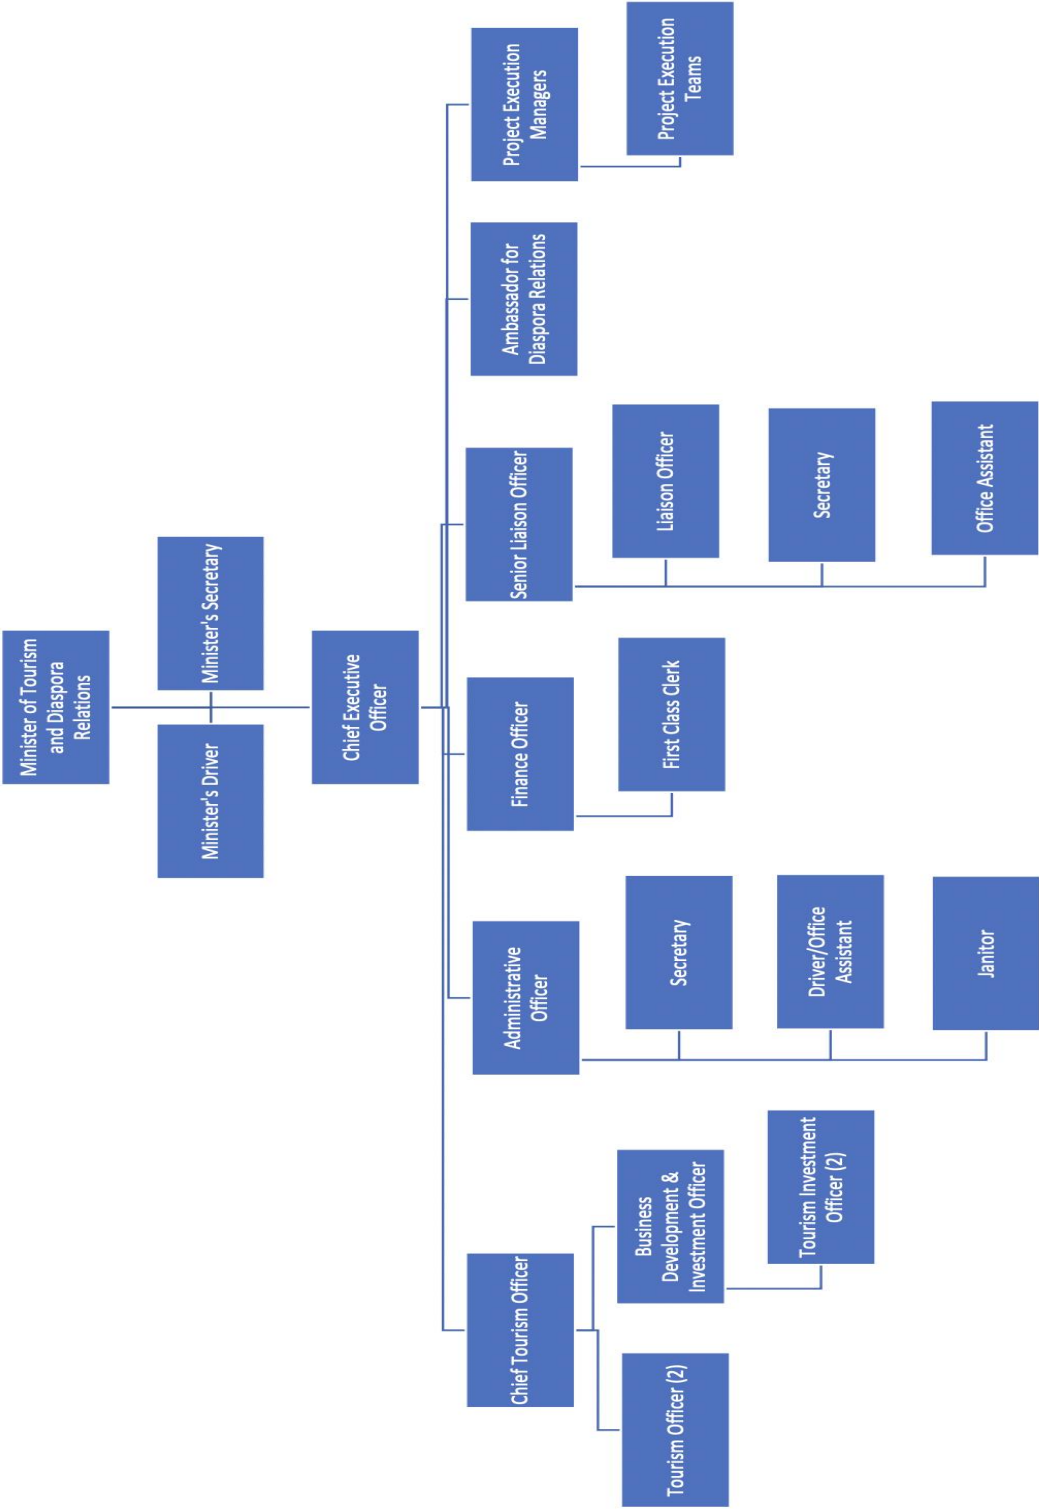 Minister of Tourism
and Diaspora
Relations
Minister's Driver
Minister's Secretary
Chief Executive
Officer
Chief Tourism Officer
Administrative
Officer
Finance Officer
Senior Liaison Officer
Ambassador for
Diaspora Relations
Project Execution
Managers
Tourism Officer (2)
Business
Development &
Investment Officer
Tourism Investment
Officer (2)
Secretary
Driver/Office
Assistant
Janitor
First Class Clerk
Liaison Officer
Secretary
Office Assistant
Project Execution
Teams